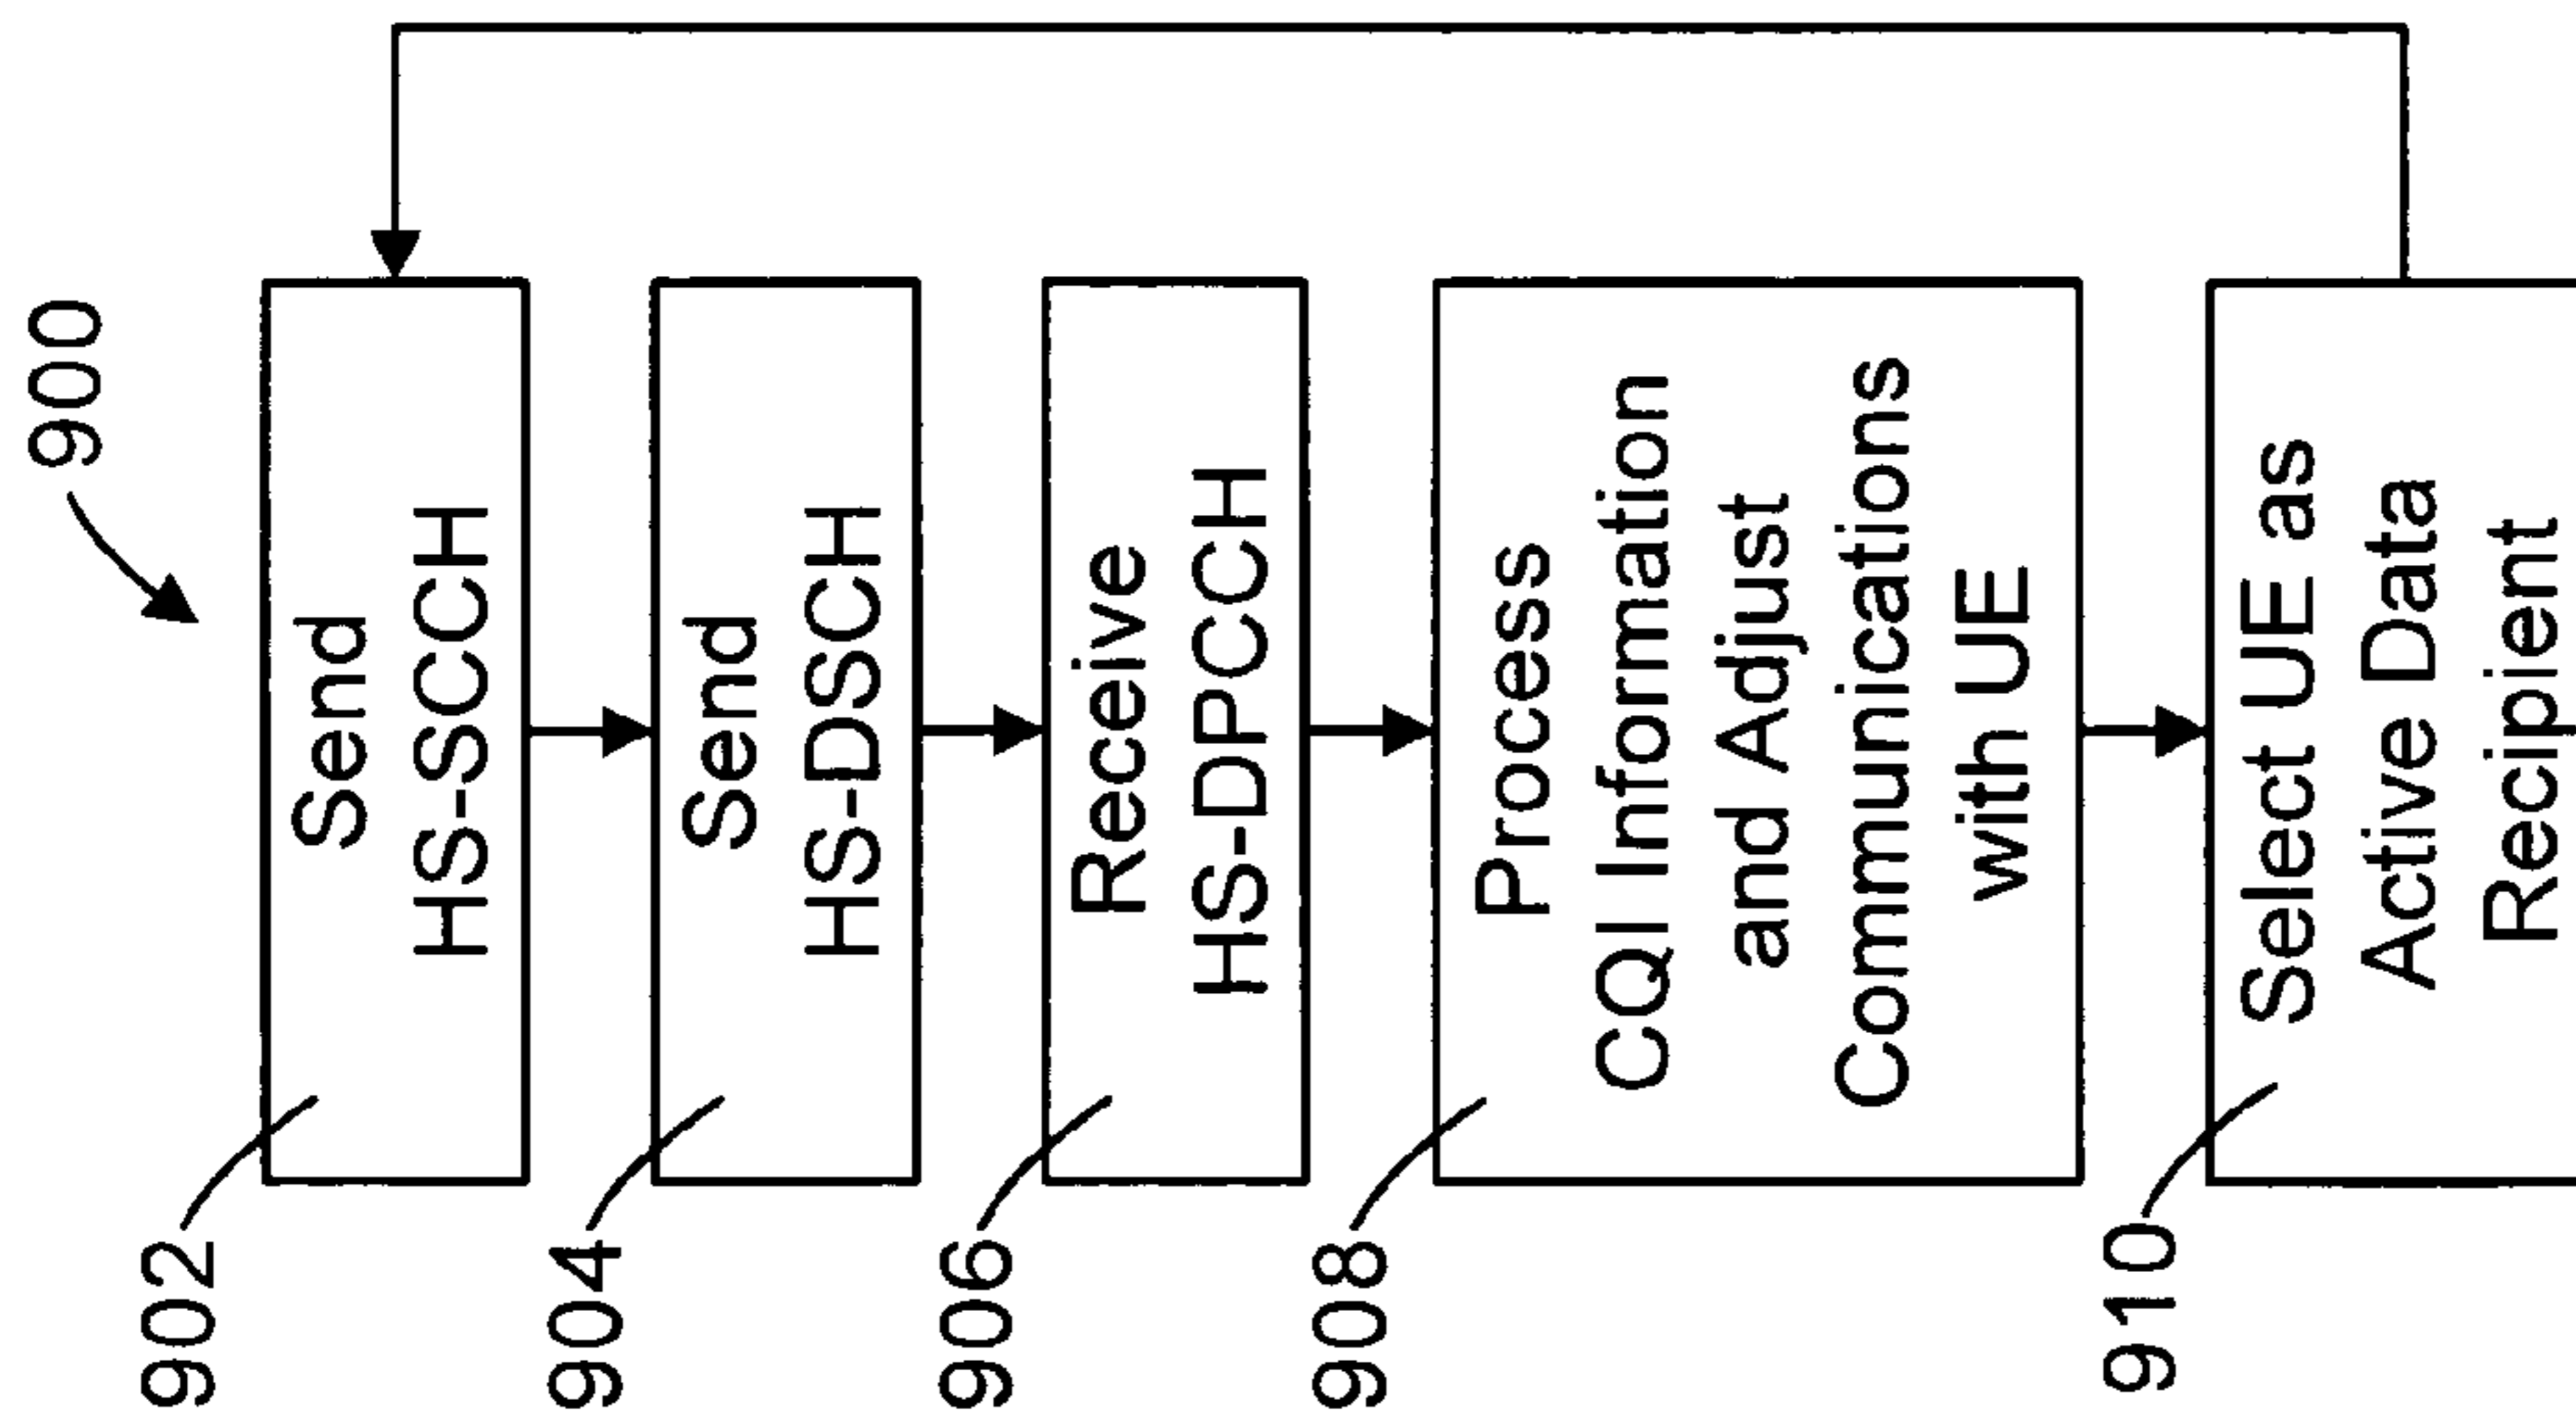 900
902
Send
HS-SCCH
904
Send
HS-DSCH
906
Receive
HS-DPCCH
908
Process
CQI Information
and Adjust
Communications
with UE
910
Select UE as
Active Data
Recipient